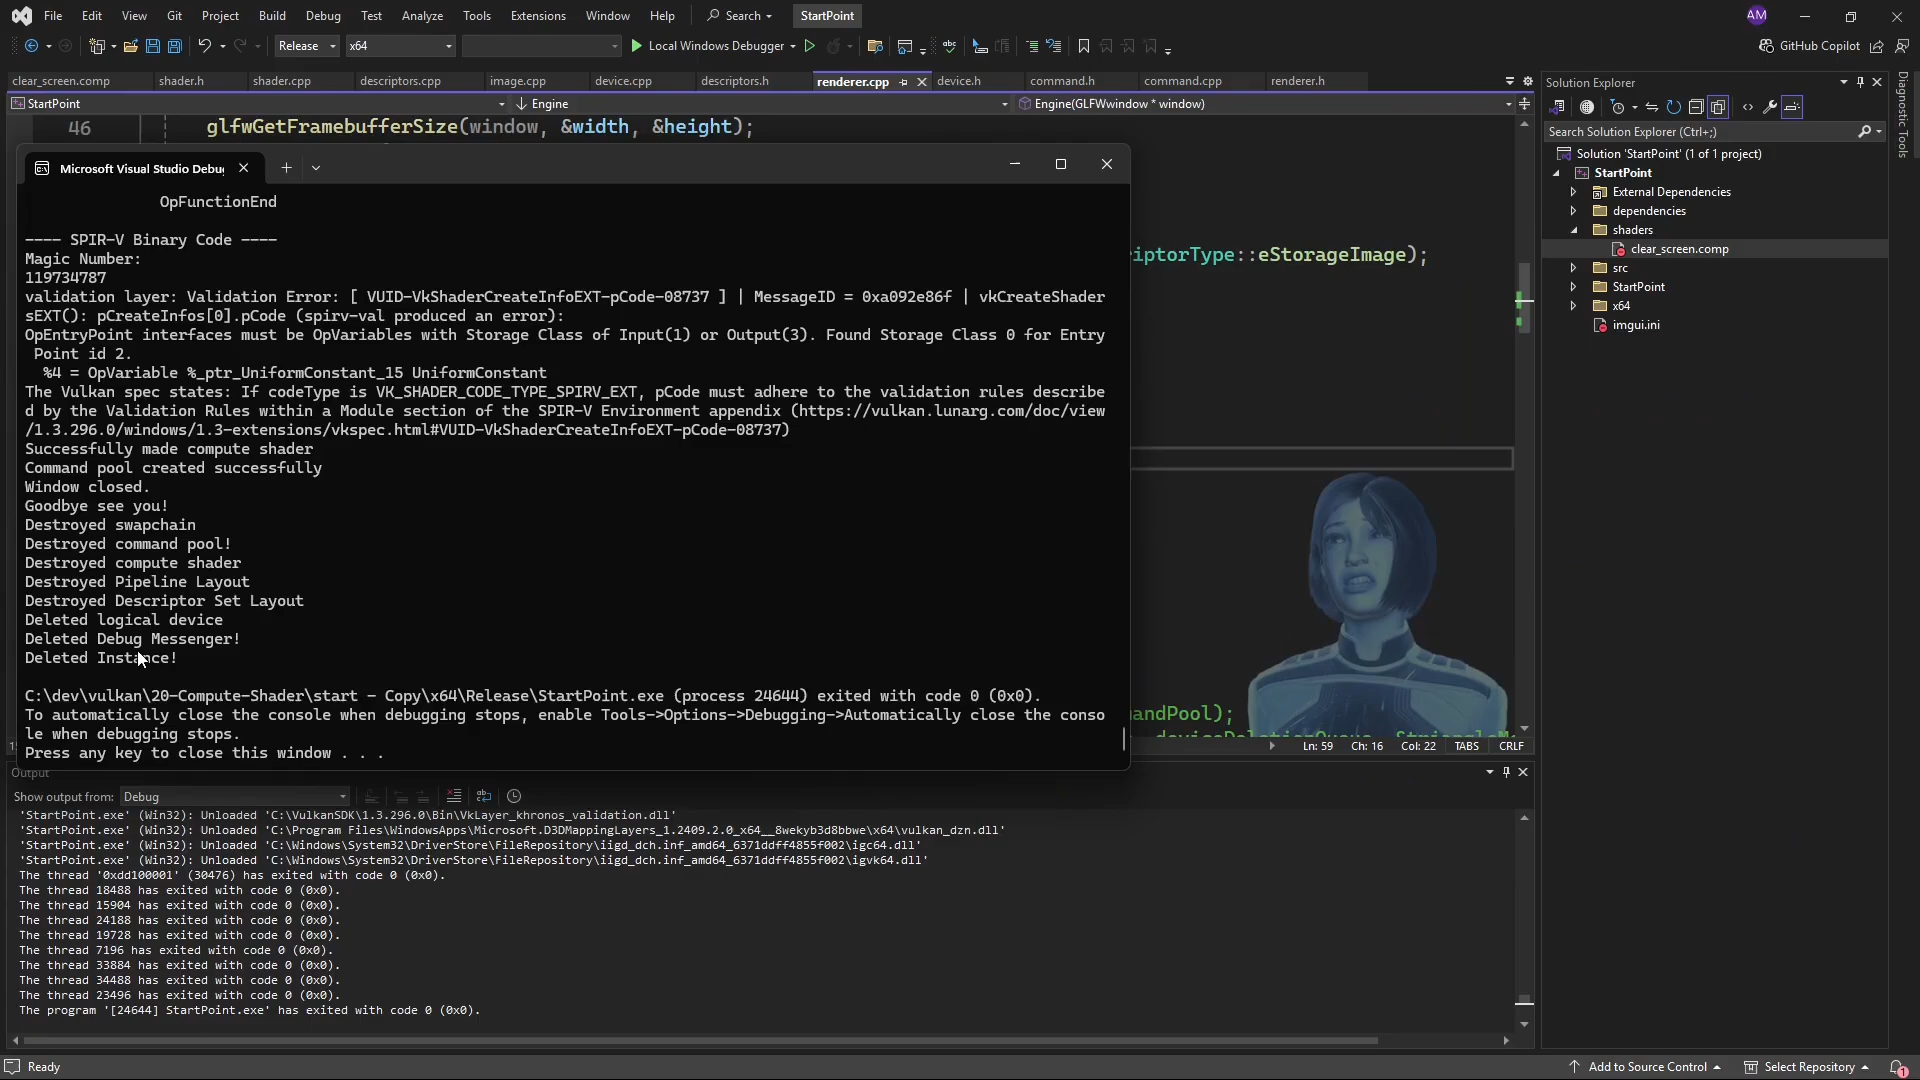 File Edit View Git Project Build Debug Test Analyze Tools Extensions Window Help Search StartPoint AM
Release x64 Local Windows Debugger GitHub Copilot
clear_screen.comp shader.h shader.cpp descriptors.cpp image.cpp device.cpp descriptors.h renderer.cpp device.h command.h command.cpp renderer.h
StartPoint Engine Engine(GLFWwindow * window)
46 glfwGetFramebufferSize(window, &width, &height);
Microsoft Visual Studio Debug
OpFunctionEnd
---- SPIR-V Binary Code ----
Magic Number:
119734787
validation layer: Validation Error: [ VUID-VkShaderCreateInfoEXT-pCode-08737 ] | MessageID = 0xa092e86f | vkCreateShader
sEXT(): pCreateInfos[0].pCode (spirv-val produced an error):
OpEntryPoint interfaces must be OpVariables with Storage Class of Input(1) or Output(3). Found Storage Class 0 for Entry
Point id 2.
%4 = OpVariable %_ptr_UniformConstant_15 UniformConstant
The Vulkan spec states: If codeType is VK_SHADER_CODE_TYPE_SPIRV_EXT, pCode must adhere to the validation rules describe
d by the Validation Rules within a Module section of the SPIR-V Environment appendix (https://vulkan.lunarg.com/doc/view
/1.3.296.0/windows/1.3-extensions/vkspec.html#VUID-VkShaderCreateInfoEXT-pCode-08737)
Successfully made compute shader
Command pool created successfully
Window closed.
Goodbye see you!
Destroyed swapchain
Destroyed command pool!
Destroyed compute shader
Destroyed Pipeline Layout
Destroyed Descriptor Set Layout
Deleted logical device
Deleted Debug Messenger!
Deleted Instance!
C:\dev\vulkan\20-Compute-Shader\start - Copy\x64\Release\StartPoint.exe (process 24644) exited with code 0 (0x0).
To automatically close the console when debugging stops, enable Tools->Options->Debugging->Automatically close the conso
le when debugging stops.
Press any key to close this window . . .
riptorType::eStorageImage);
mandPool);
Ln: 59 Ch: 16 Col: 22 TABS CRLF
Output
Show output from: Debug
'StartPoint.exe' (Win32): Unloaded 'C:\VulkanSDK\1.3.296.0\Bin\VkLayer_khronos_validation.dll'
'StartPoint.exe' (Win32): Unloaded 'C:\Program Files\WindowsApps\Microsoft.D3DMappingLayers_1.2409.2.0_x64__8wekyb3d8bbwe\x64\vulkan_dzn.dll'
'StartPoint.exe' (Win32): Unloaded 'C:\Windows\System32\DriverStore\FileRepository\iigd_dch.inf_amd64_6371ddff4855f002\igc64.dll'
'StartPoint.exe' (Win32): Unloaded 'C:\Windows\System32\DriverStore\FileRepository\iigd_dch.inf_amd64_6371ddff4855f002\igvk64.dll'
The thread '0xdd100001' (30476) has exited with code 0 (0x0).
The thread 18488 has exited with code 0 (0x0).
The thread 15904 has exited with code 0 (0x0).
The thread 24188 has exited with code 0 (0x0).
The thread 19728 has exited with code 0 (0x0).
The thread 7196 has exited with code 0 (0x0).
The thread 33884 has exited with code 0 (0x0).
The thread 34488 has exited with code 0 (0x0).
The thread 23496 has exited with code 0 (0x0).
The program '[24644] StartPoint.exe' has exited with code 0 (0x0).
Solution Explorer
Search Solution Explorer (Ctrl+;)
Solution 'StartPoint' (1 of 1 project)
StartPoint
External Dependencies
dependencies
shaders
clear_screen.comp
src
StartPoint
x64
imgui.ini
Diagnostic Tools
Ready Add to Source Control Select Repository 1